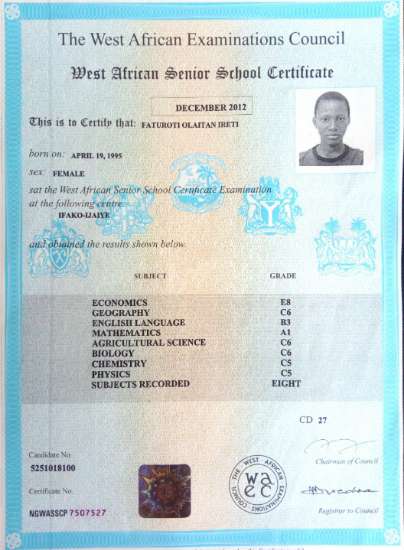 The West African Examinations Council
West African Senior School Certificate
DECEMBER 2012
This is to Certify that: FATUROTI OLAITAN IRETI
born on: APRIL 19, 1995
sex: FEMALE
sat the West African Senior School Certificate Examination
at the following centre
IFAKO-IJAIYE
and obtained the results shown below.
SUBJECT GRADE
ECONOMICS E8
GEOGRAPHY C6
ENGLISH LANGUAGE B3
MATHEMATICS A1
AGRICULTURAL SCIENCE C6
BIOLOGY C6
CHEMISTRY C5
PHYSICS C5
SUBJECTS RECORDED EIGHT
CD 27
Candidate No.
5251018100
Chairman of Council
Certificate No.
NGWASSCP 7507527
THE WEST AFRICAN EXAMINATIONS COUNCIL
waec
Registrar to Council